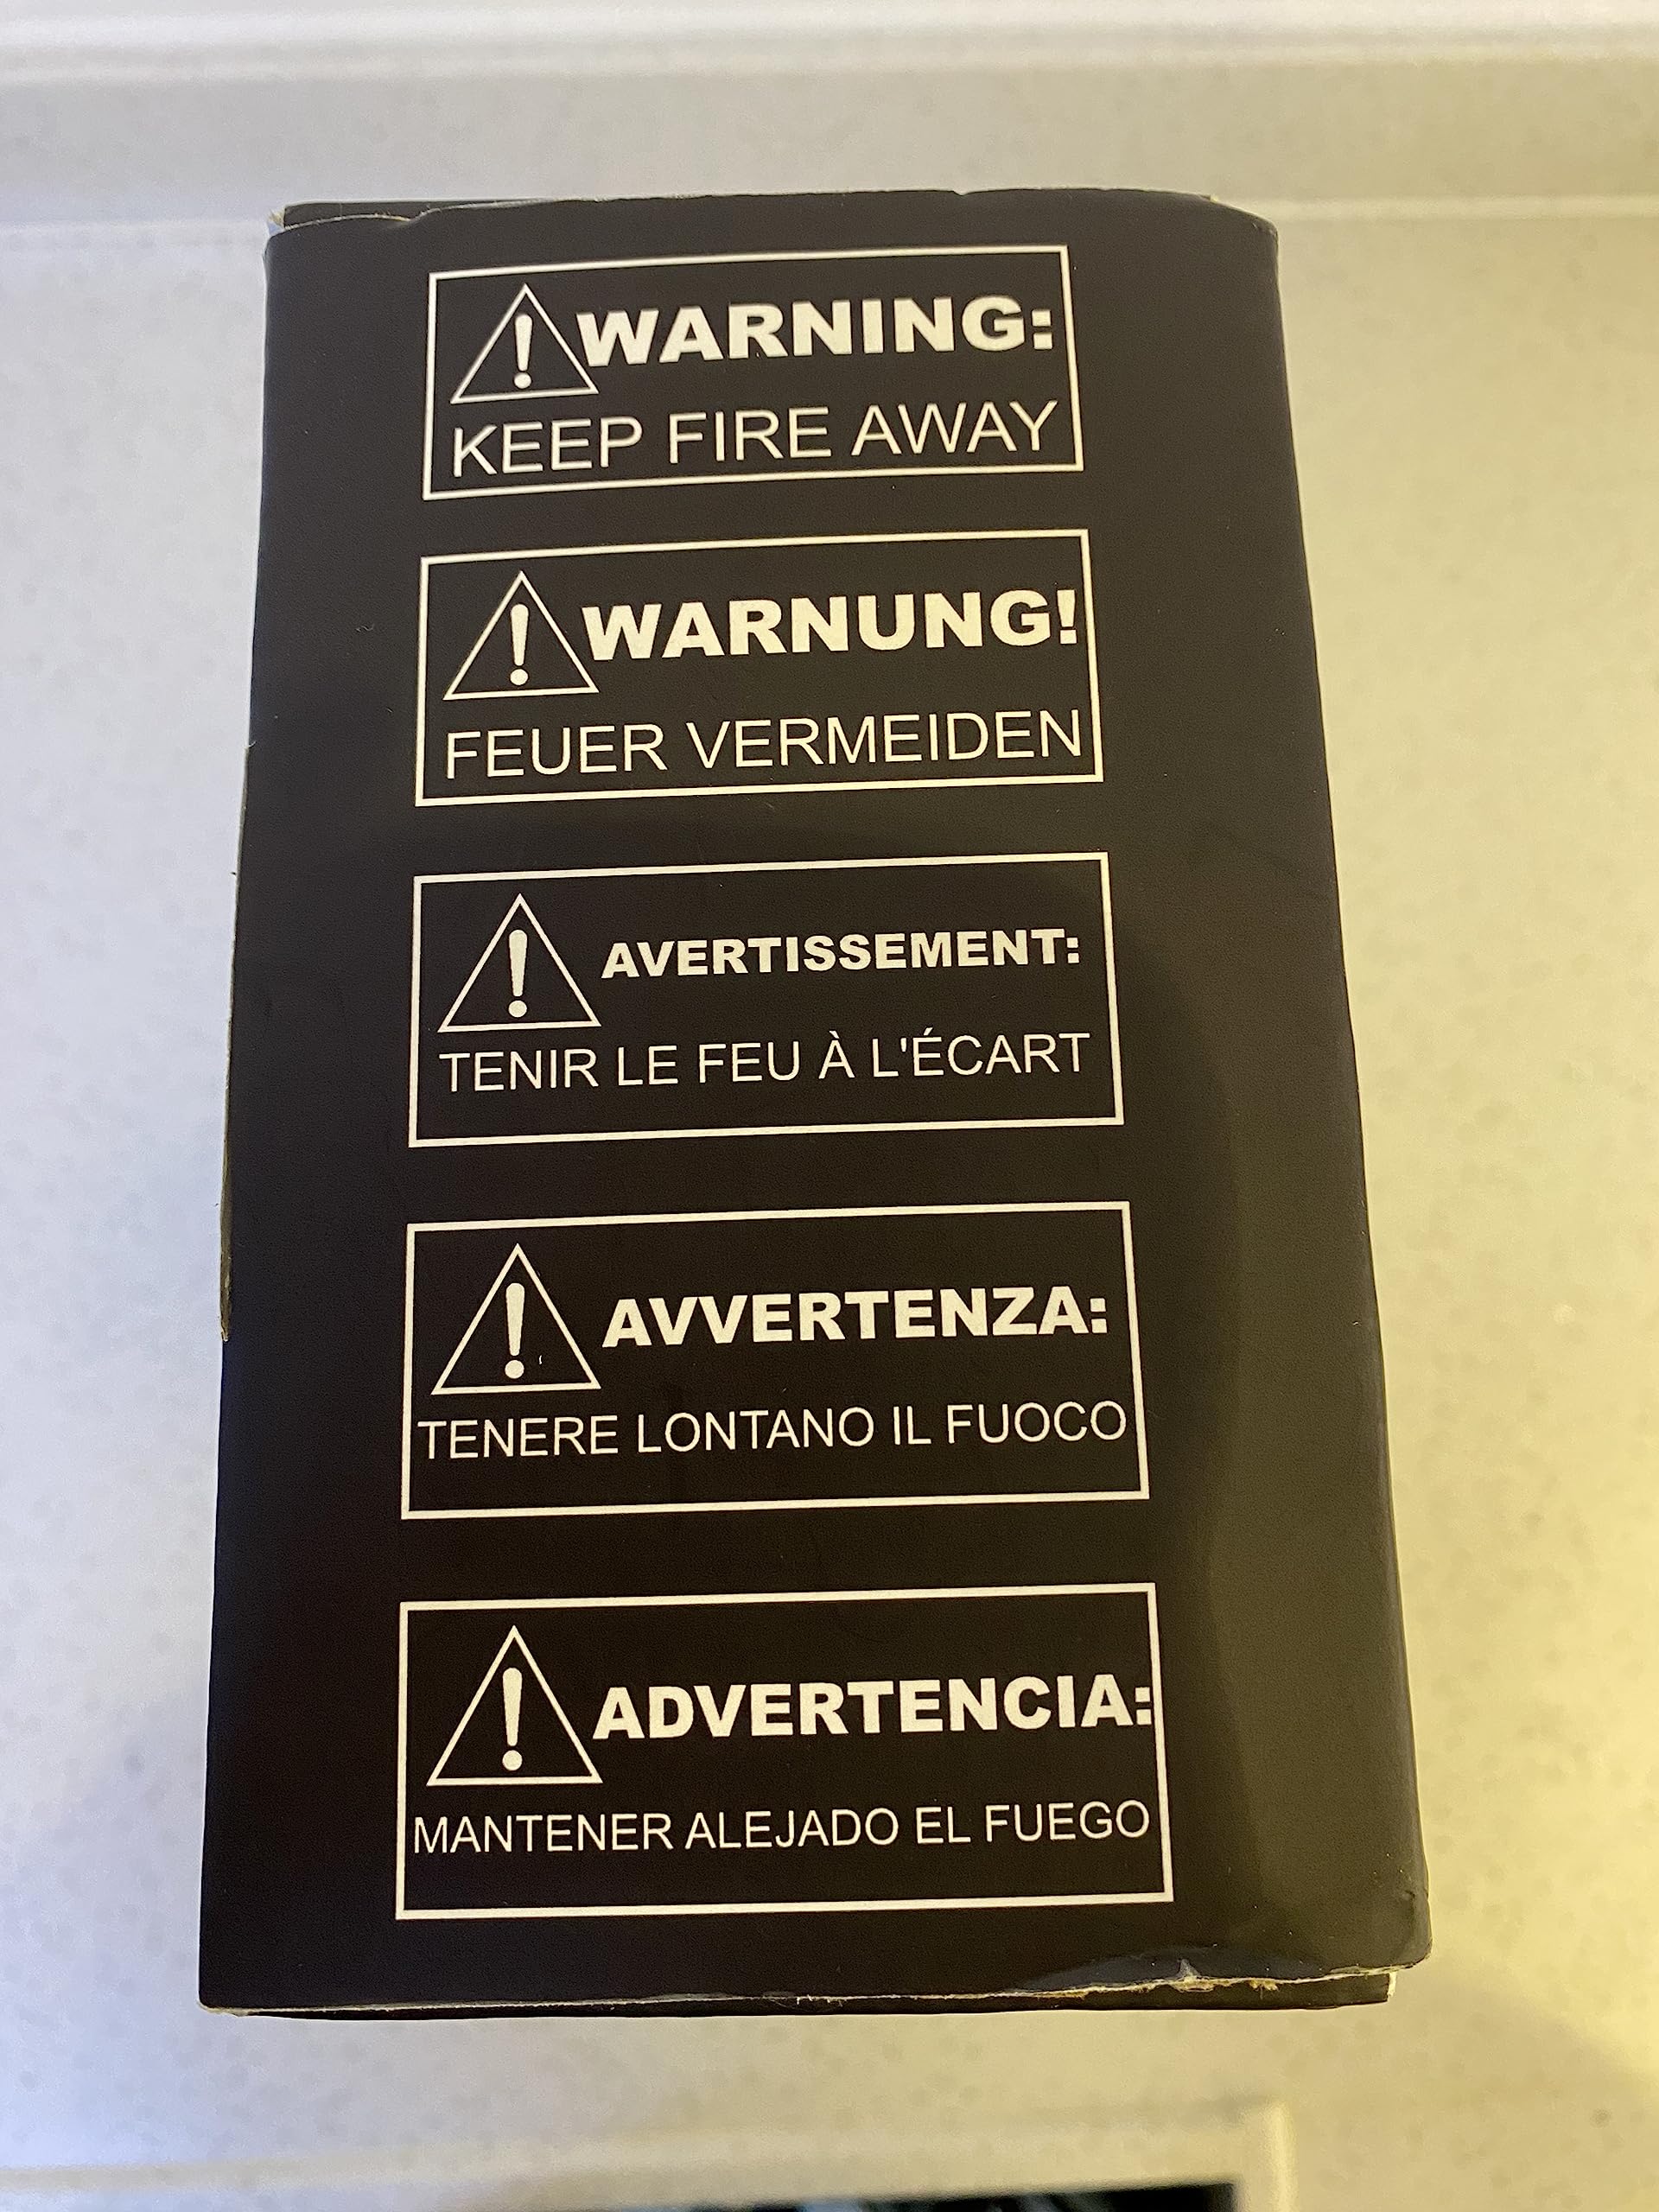 WARNING:
KEEP FIRE AWAY
WARNUNG!
FEUER VERMEIDEN
AVERTISSEMENT:
TENIR LE FEU À L'ÉCART
AVVERTENZA:
TENERE LONTANO IL FUOCO
ADVERTENCIA:
MANTENER ALEJADO EL FUEGO